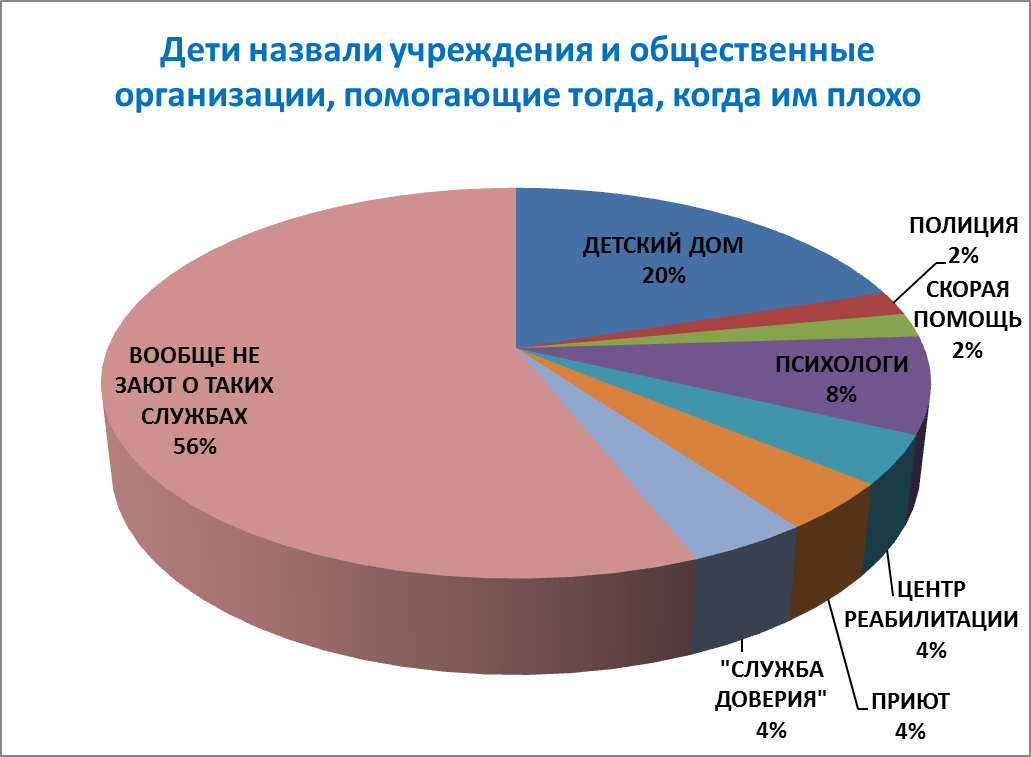 Дети назвали учреждения и общественные
организации, помогающие тогда, когда им плохо
ДЕТСКИЙ ДОМ
20%
ПОЛИЦИЯ
2%
СКОРАЯ
ПОМОЩЬ
2%
ПСИХОЛОГИ
8%
ЦЕНТР
РЕАБИЛИТАЦИИ
4%
ПРИЮТ
4%
"СЛУЖБА
ДОВЕРИЯ"
4%
ВООБЩЕ НЕ
ЗАЮТ О ТАКИХ
СЛУЖБАХ
56%